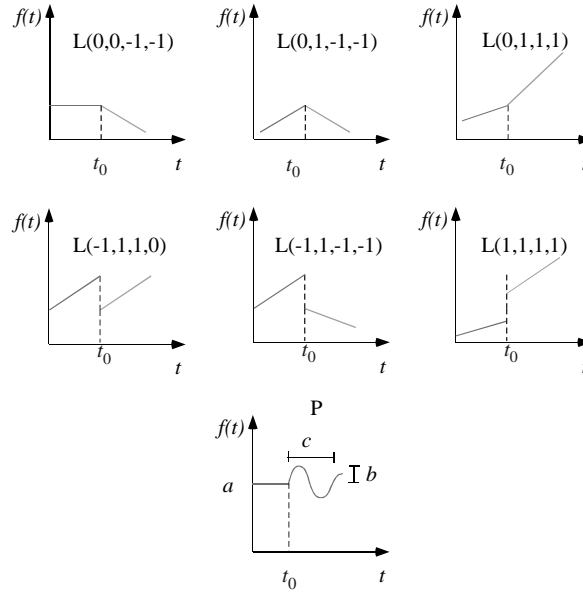 f(t) L(0,0,-1,-1) t0 t
f(t) L(0,1,-1,-1) t0 t
f(t) L(0,1,1,1) t0 t
f(t) L(-1,1,1,0) t0 t
f(t) L(-1,1,-1,-1) t0 t
f(t) L(1,1,1,1) t0
P
f(t) c
a b
t0 t